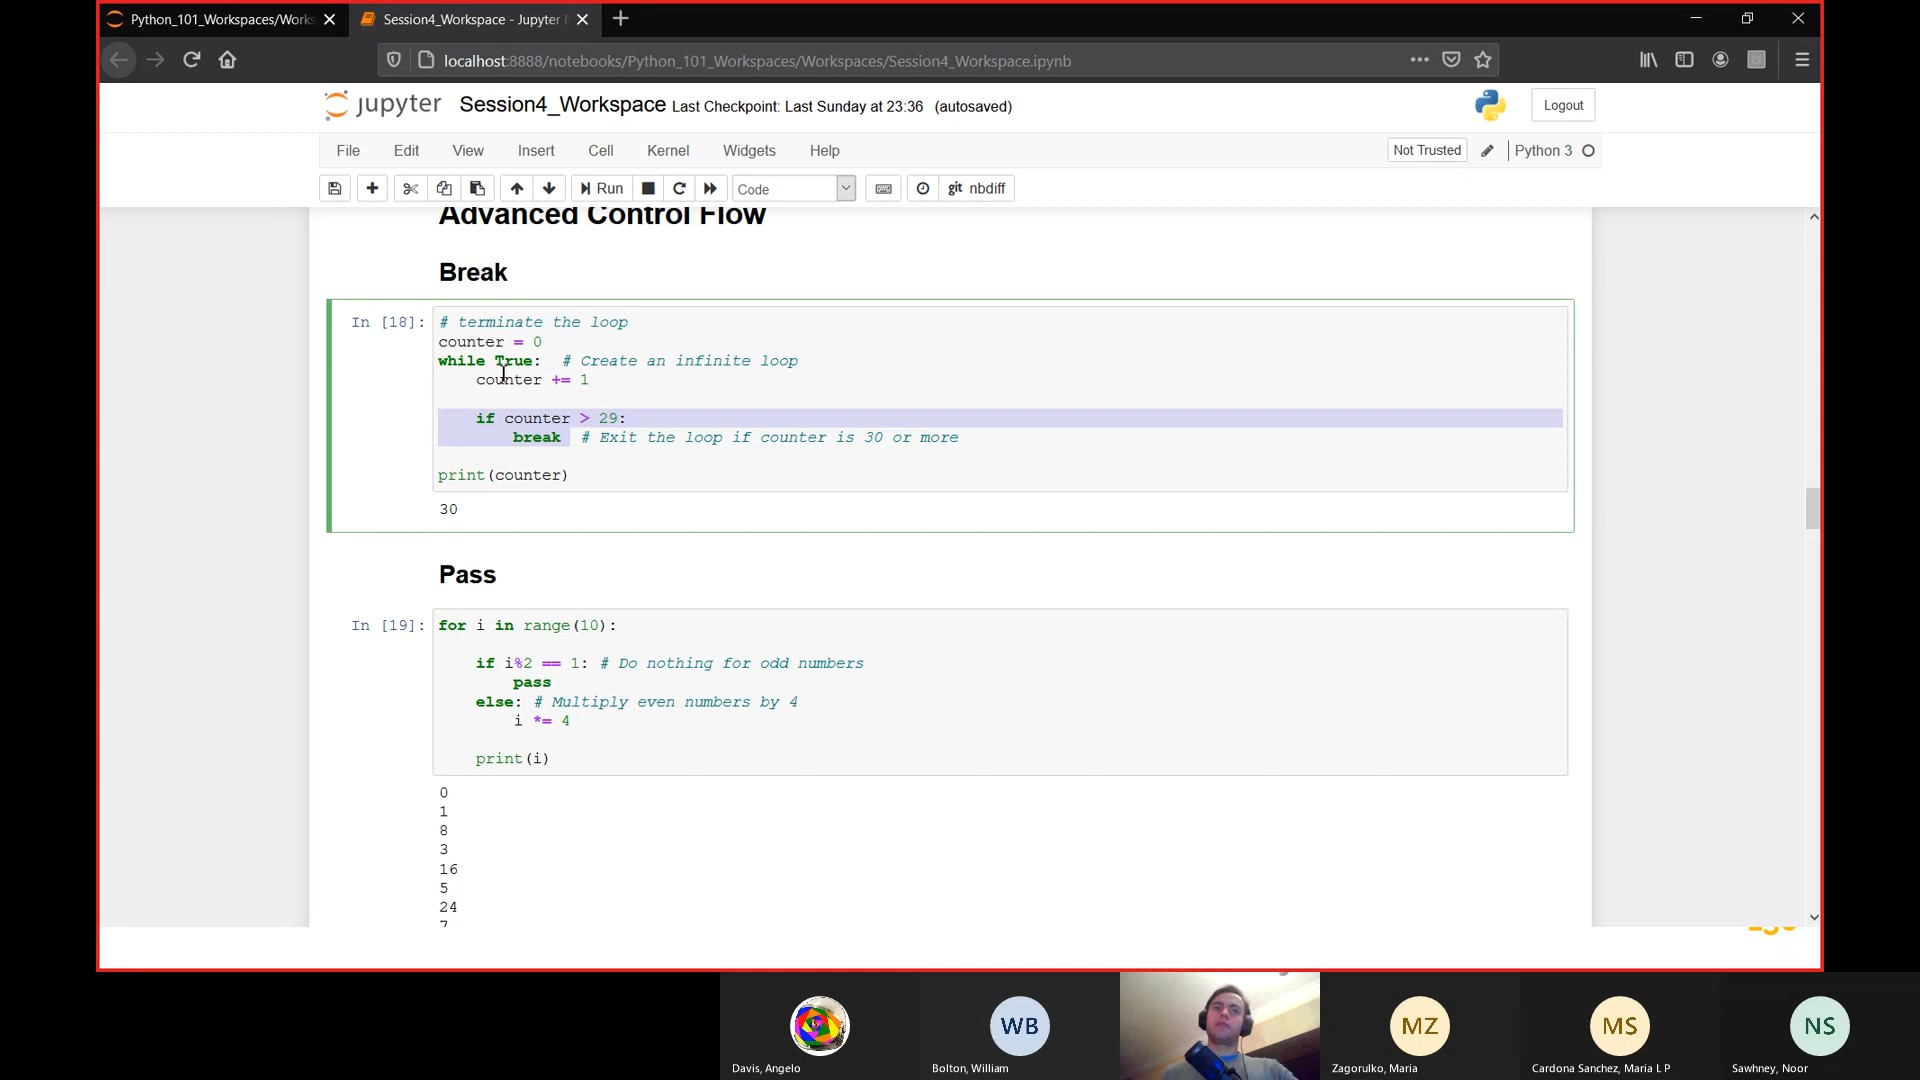 Python_101_Workspaces/Works
Session4_Workspace - Jupyter N
localhost:8888/notebooks/Python_101_Workspaces/Workspaces/Session4_Workspace.ipynb
jupyter Session4_Workspace Last Checkpoint: Last Sunday at 23:36 (autosaved)
Logout
File Edit View Insert Cell Kernel Widgets Help
Not Trusted
Python 3
Run
Code
git nbdiff
Advanced Control Flow
Break
In [18]:
# terminate the loop
counter = 0
while True:  # Create an infinite loop
    counter += 1
    if counter > 29:
        break  # Exit the loop if counter is 30 or more
print(counter)
30
Pass
In [19]:
for i in range(10):
    if i%2 == 1: # Do nothing for odd numbers
        pass
    else: # Multiply even numbers by 4
        i *= 4
    print(i)
0
1
8
3
16
5
24
7
WB
MZ
MS
NS
Davis, Angelo
Bolton, William
Zagorulko, Maria
Cardona Sanchez, Maria L P
Sawhney, Noor